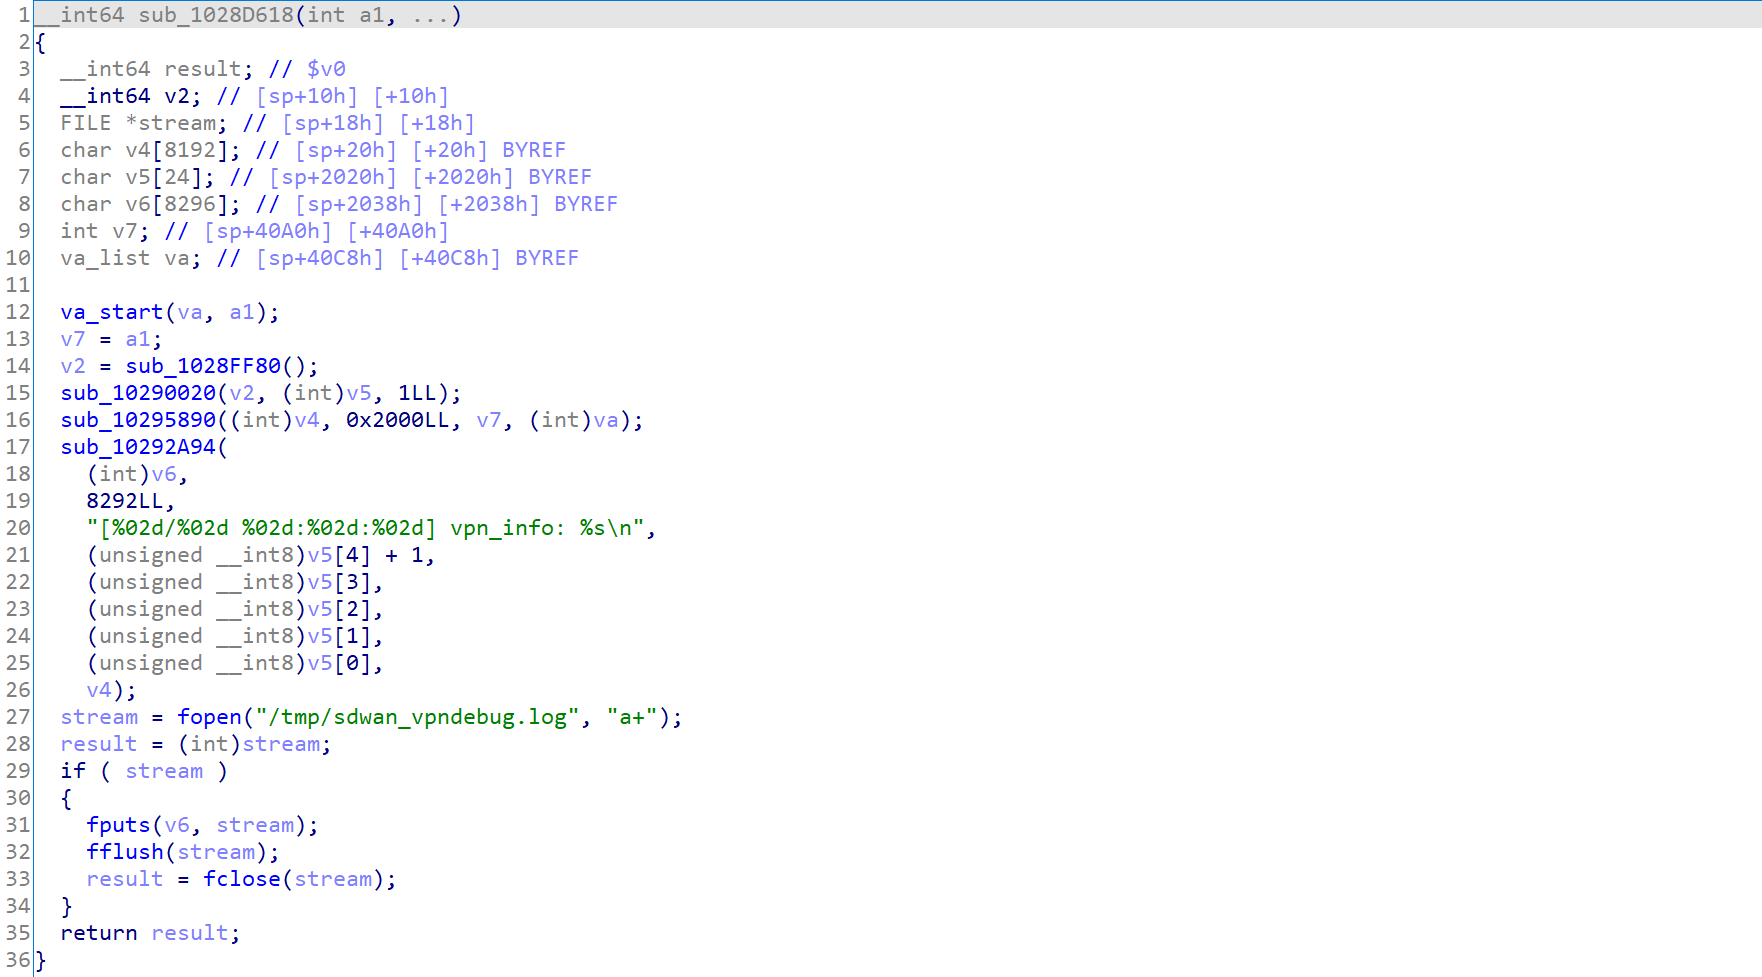 1 __int64 sub_1028D618(int a1, ...)
2 {
3   __int64 result; // $v0
4   __int64 v2; // [sp+10h] [+10h]
5   FILE *stream; // [sp+18h] [+18h]
6   char v4[8192]; // [sp+20h] [+20h] BYREF
7   char v5[24]; // [sp+2020h] [+2020h] BYREF
8   char v6[8296]; // [sp+2038h] [+2038h] BYREF
9   int v7; // [sp+40A0h] [+40A0h]
10   va_list va; // [sp+40C8h] [+40C8h] BYREF
11
12   va_start(va, a1);
13   v7 = a1;
14   v2 = sub_1028FF80();
15   sub_10290020(v2, (int)v5, 1LL);
16   sub_10295890((int)v4, 0x2000LL, v7, (int)va);
17   sub_10292A94(
18     (int)v6,
19     8292LL,
20     "[%02d/%02d %02d:%02d:%02d] vpn_info: %s\n",
21     (unsigned __int8)v5[4] + 1,
22     (unsigned __int8)v5[3],
23     (unsigned __int8)v5[2],
24     (unsigned __int8)v5[1],
25     (unsigned __int8)v5[0],
26     v4);
27   stream = fopen("/tmp/sdwan_vpndebug.log", "a+");
28   result = (int)stream;
29   if ( stream )
30   {
31     fputs(v6, stream);
32     fflush(stream);
33     result = fclose(stream);
34   }
35   return result;
36 }